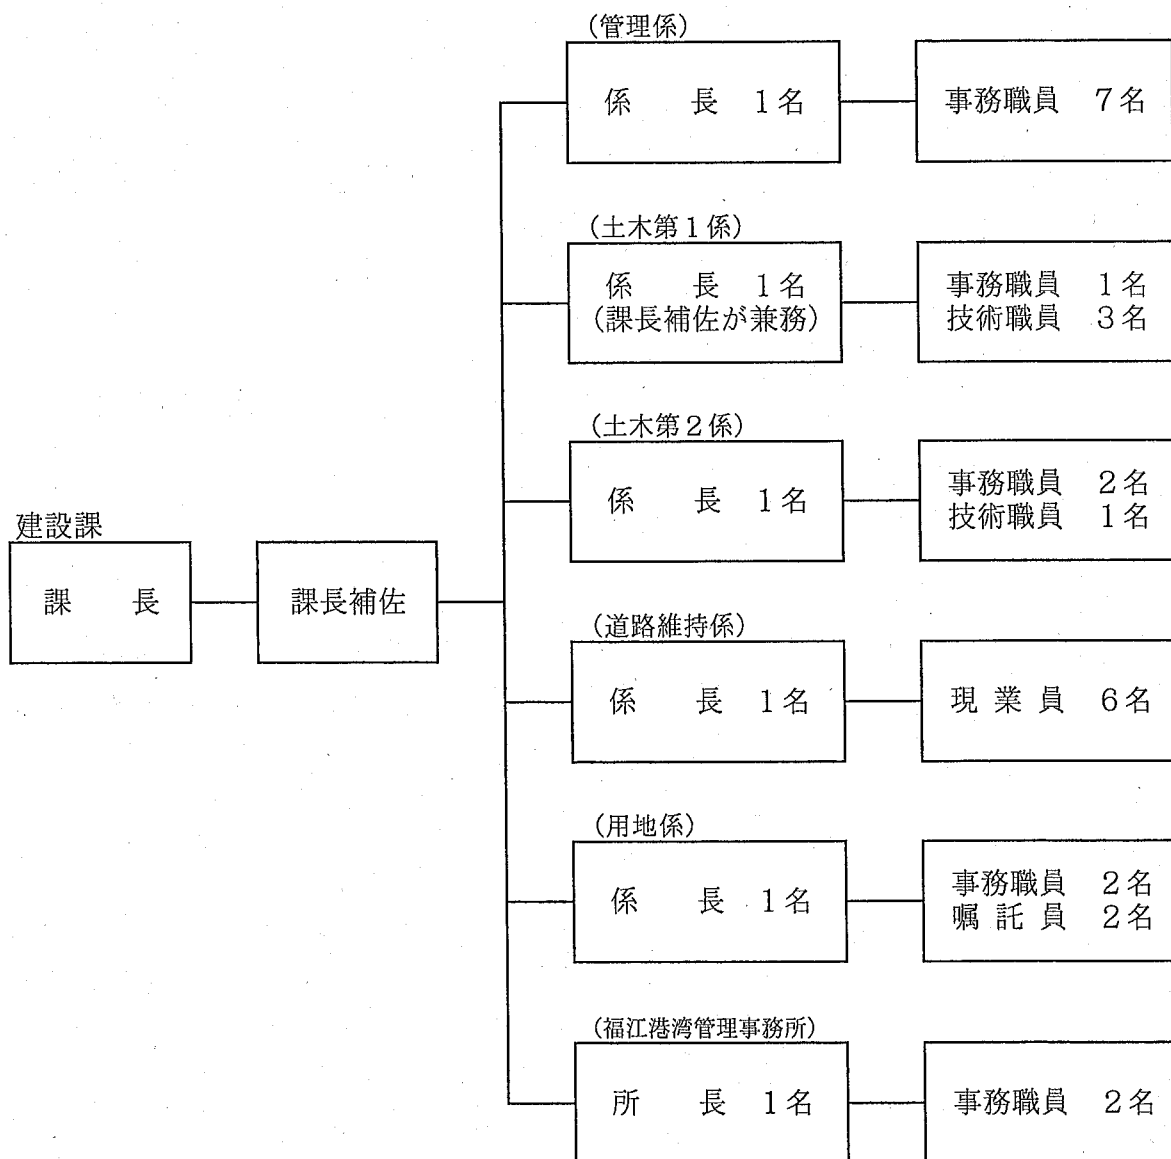 (管理係)
係　長　1名
事務職員　7名
(土木第1係)
係　長　1名
(課長補佐が兼務)
事務職員　1名
技術職員　3名
(土木第2係)
係　長　1名
事務職員　2名
技術職員　1名
建設課
課　長
課長補佐
(道路維持係)
係　長　1名
現業員　6名
(用地係)
係　長　1名
事務職員　2名
嘱託員　2名
(福江港湾管理事務所)
所　長　1名
事務職員　2名